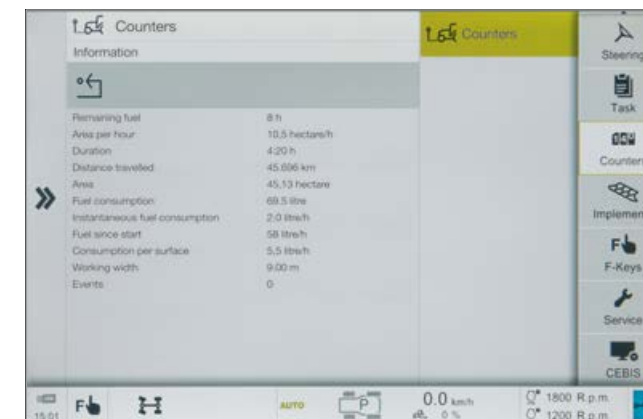 Counters
Information
Remaining fuel 8 h
Area per hour 10,5 hectare/h
Duration 4:20 h
Distance travelled 45.696 km
Area 45,13 hectare
Fuel consumption 69.5 litre
Instantaneous fuel consumption 2.0 litre/h
Fuel since start 58 litre/h
Consumption per surface 5,5 litre/h
Working width 9.00 m
Events 0
Counters
Steering
Task
Counters
Implement
F-Keys
Service
CEBIS
15:01
F
AUTO
P
0.0 km/h
0 %
1800 R.p.m.
1200 R.p.m.